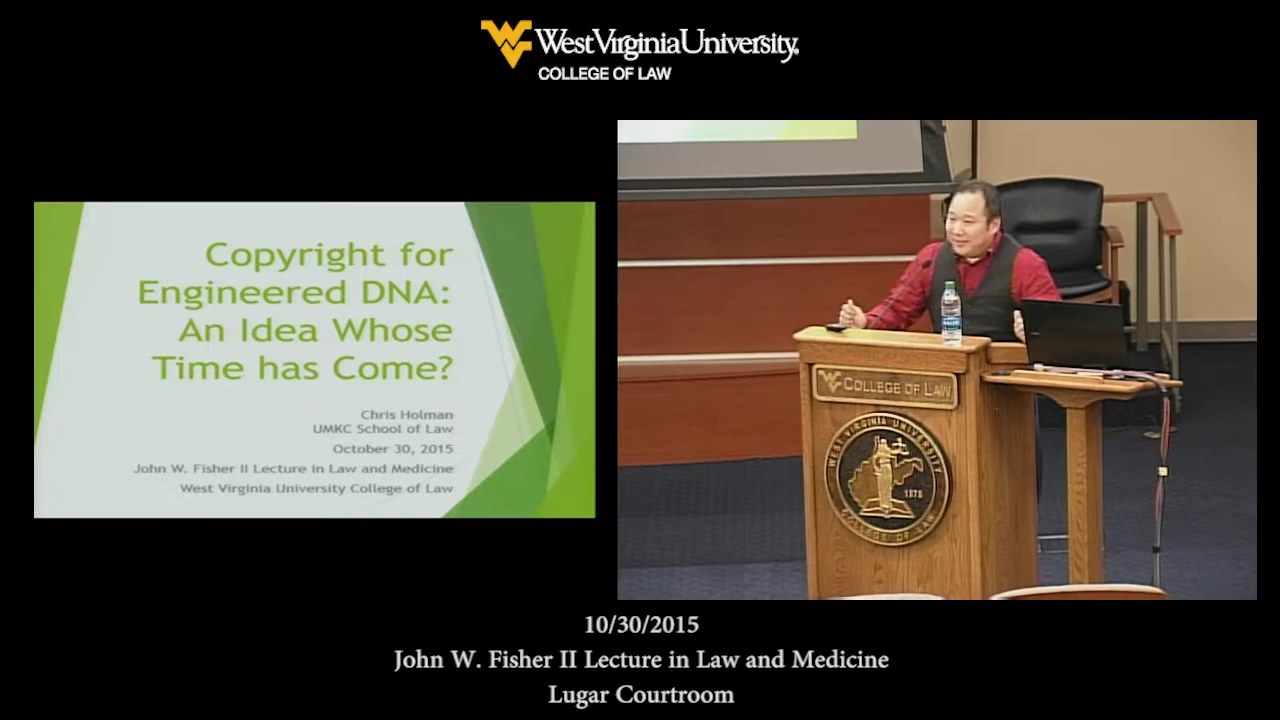 WestVirginiaUniversity.
COLLEGE OF LAW
Copyright for
Engineered DNA:
An Idea Whose
Time has Come?
Chris Holman
UMKC School of Law
October 30, 2015
John W. Fisher II Lecture in Law and Medicine
West Virginia University College of Law
COLLEGE OF LAW
WEST VIRGINIA UNIVERSITY
1878
COLLEGE OF LAW
10/30/2015
John W. Fisher II Lecture in Law and Medicine
Lugar Courtroom